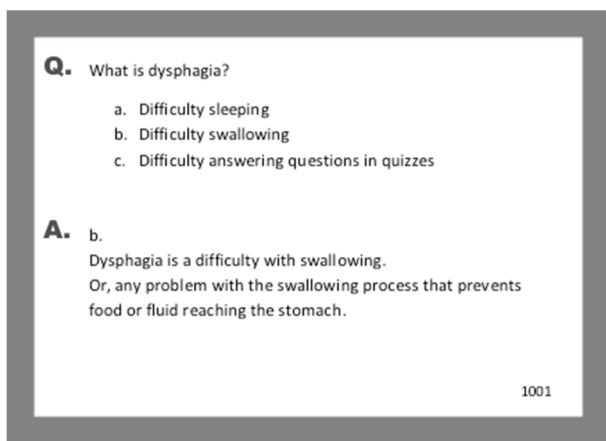 Q. What is dysphagia?
a. Difficulty sleeping
b. Difficulty swallowing
c. Difficulty answering questions in quizzes
A. b.
Dysphagia is a difficulty with swallowing.
Or, any problem with the swallowing process that prevents
food or fluid reaching the stomach.
1001